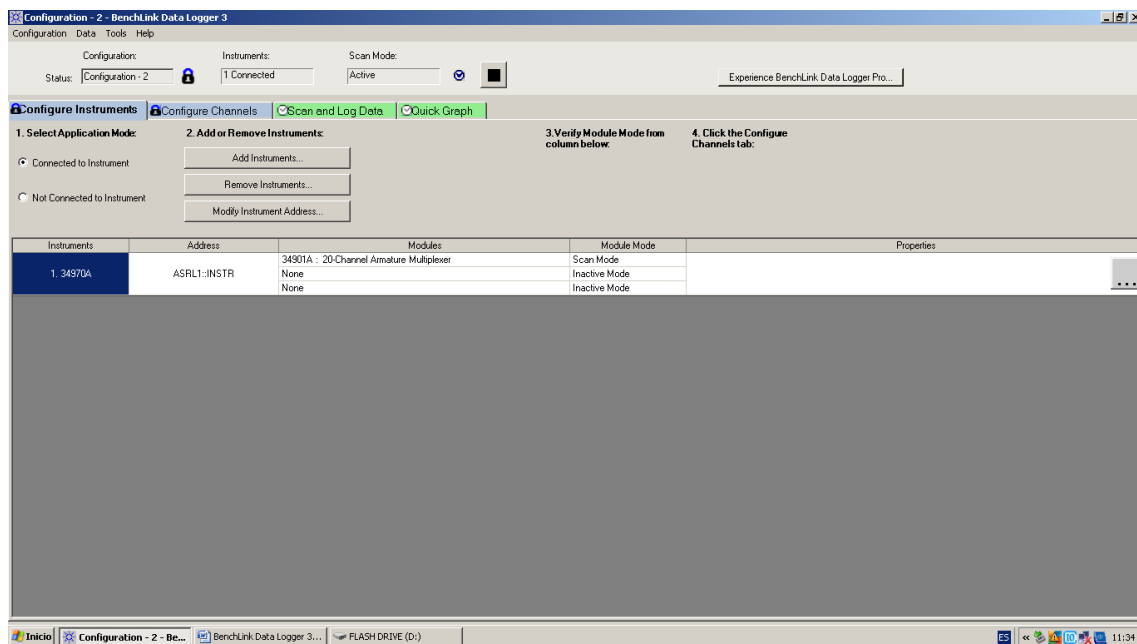 Configuration - 2 - BenchLink Data Logger 3
Configuration Data Tools Help
Configuration: Instruments: Scan Mode:
Status: Configuration - 2 1 Connected Active Experience BenchLink Data Logger Pro...
Configure Instruments Configure Channels Scan and Log Data Quick Graph
1. Select Application Mode: 2. Add or Remove Instruments: 3.Verify Module Mode from column below: 4. Click the Configure Channels tab:
Connected to Instrument
Not Connected to Instrument
Add Instruments...
Remove Instruments...
Modify Instrument Address...
Instruments Address Modules Module Mode Properties
1. 34970A ASRL1::INSTR 34901A : 20-Channel Armature Multiplexer Scan Mode
None Inactive Mode
None Inactive Mode
...
Inicio Configuration - 2 - Be... BenchLink Data Logger 3... FLASH DRIVE (D:) ES « 11:34